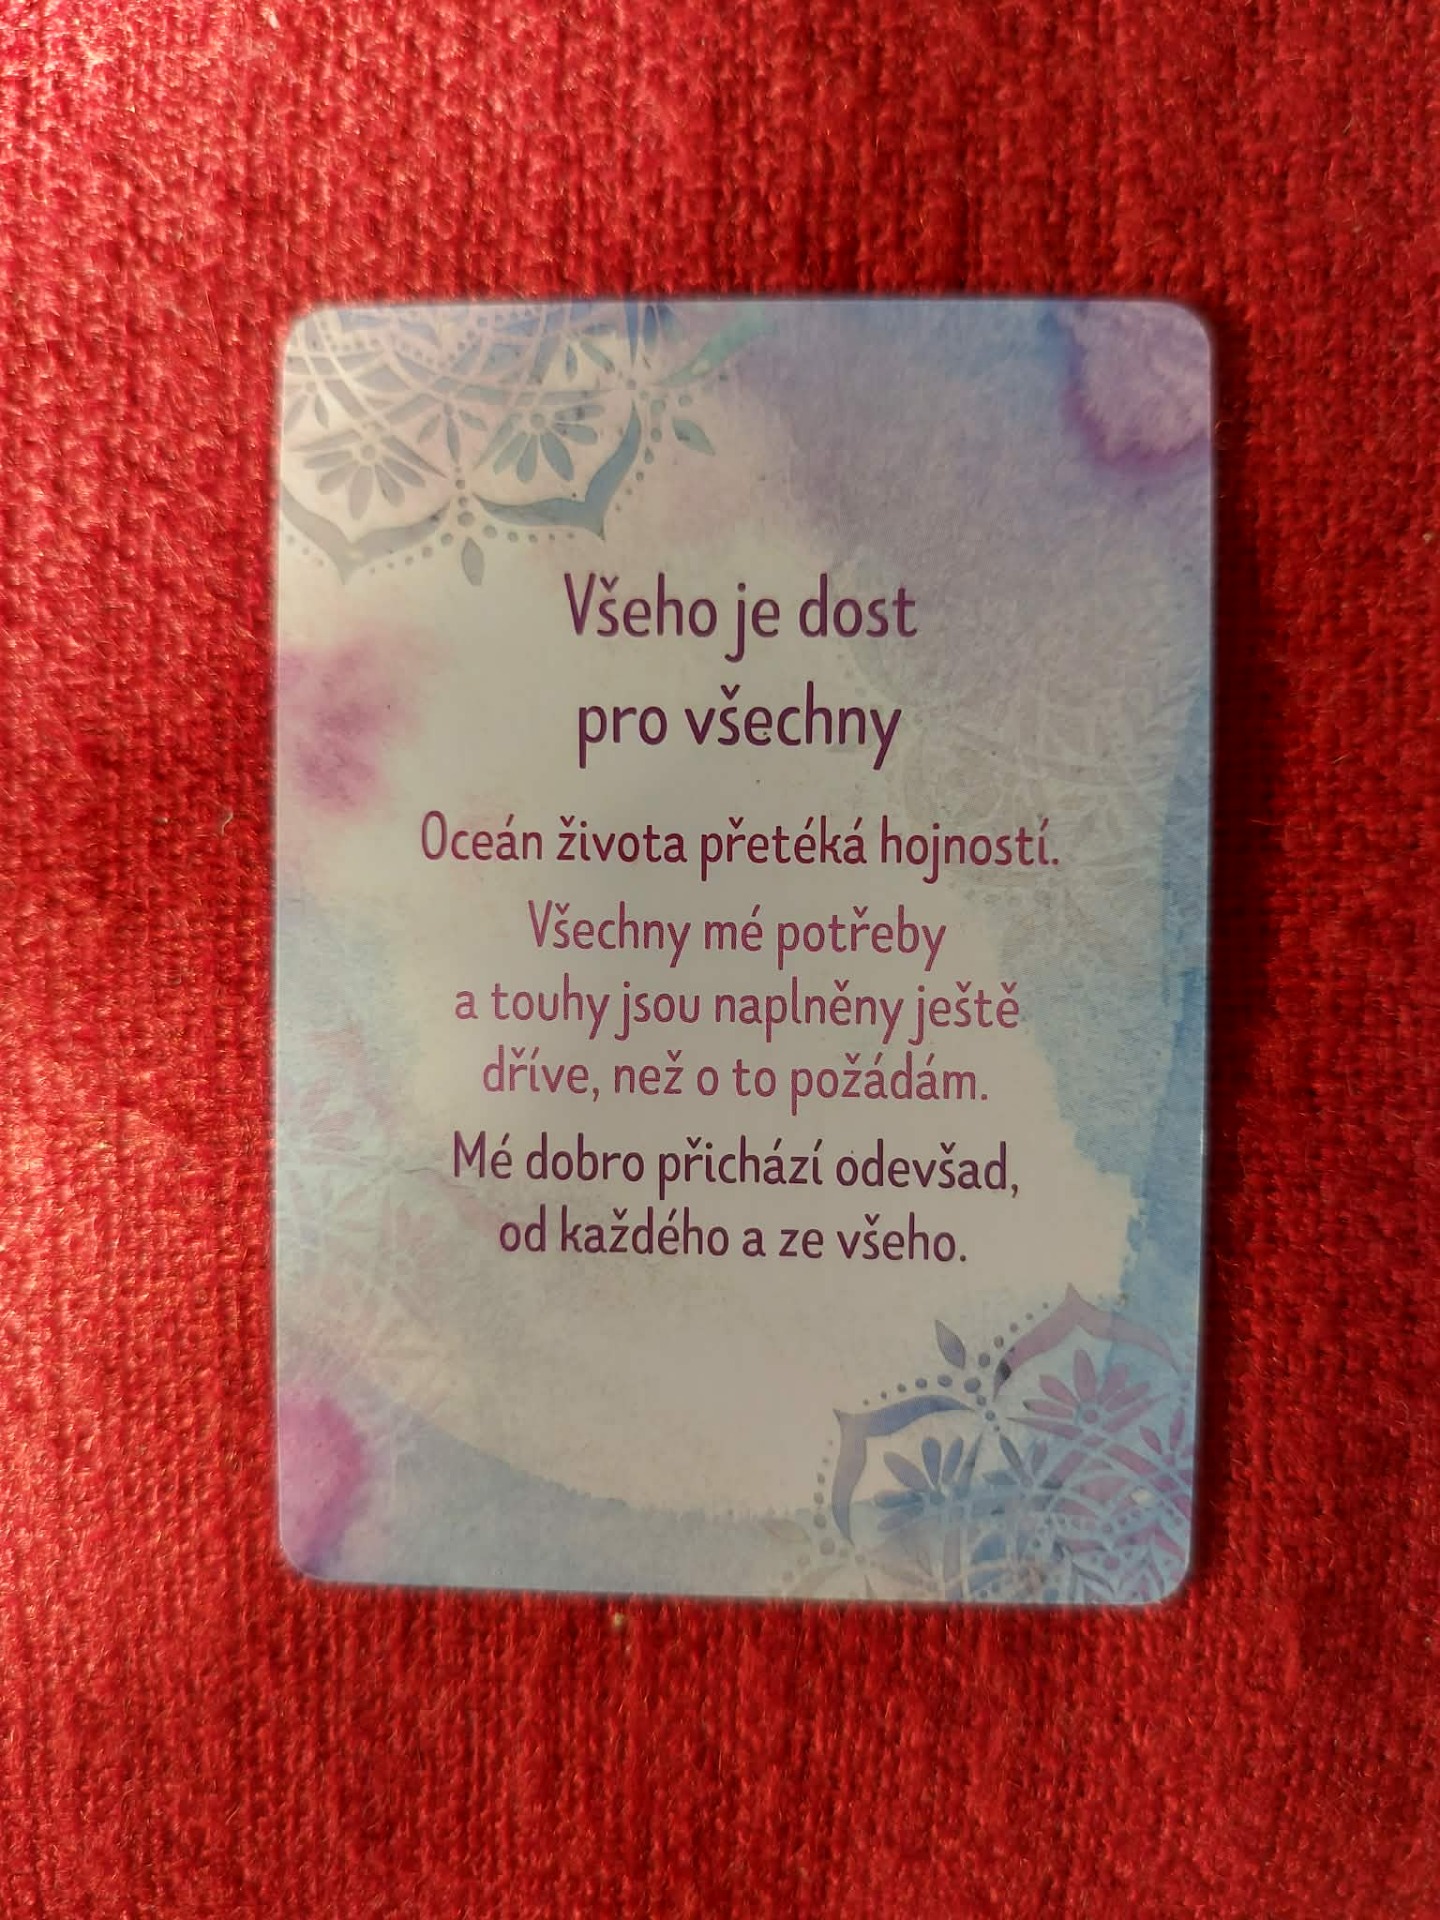 Všeho je dost
pro všechny
Oceán života přetéká hojností.
Všechny mé potřeby
a touhy jsou naplněny ještě
dříve, než o to požádám.
Mé dobro přichází odevšad,
od každého a ze všeho.